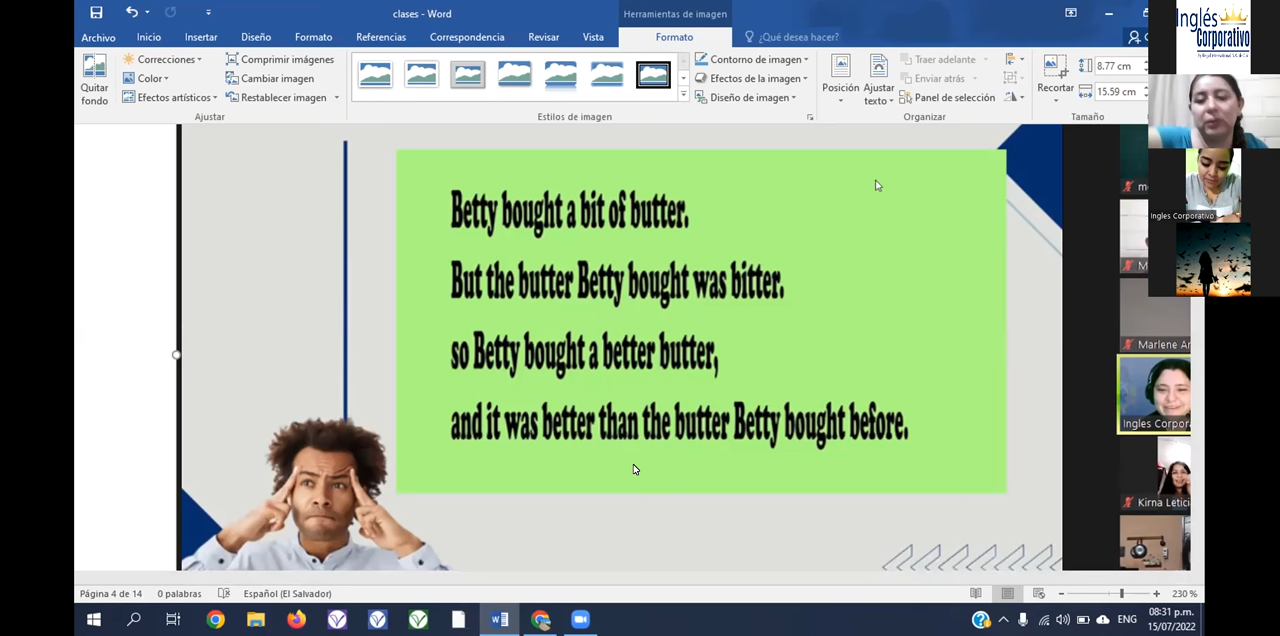 clases - Word
Herramientas de imagen
Archivo Inicio Insertar Diseño Formato Referencias Correspondencia Revisar Vista Formato ¿Qué desea hacer?
Quitar fondo
Correcciones
Color
Efectos artísticos
Comprimir imágenes
Cambiar imagen
Restablecer imagen
Ajustar
Estilos de imagen
Contorno de imagen
Efectos de la imagen
Diseño de imagen
Posición
Ajustar texto
Traer adelante
Enviar atrás
Panel de selección
Organizar
Recortar
8.77 cm
15.59 cm
Tamaño
Inglés
Corporativo
Betty bought a bit of butter.
But the butter Betty bought was bitter.
so Betty bought a better butter,
and it was better than the butter Betty bought before.
Ingles Corporativo
Marlene Ar
Ingles Corpora
Kirna Letici
Página 4 de 14 0 palabras Español (El Salvador)
230 %
ENG
08:31 p.m.
15/07/2022